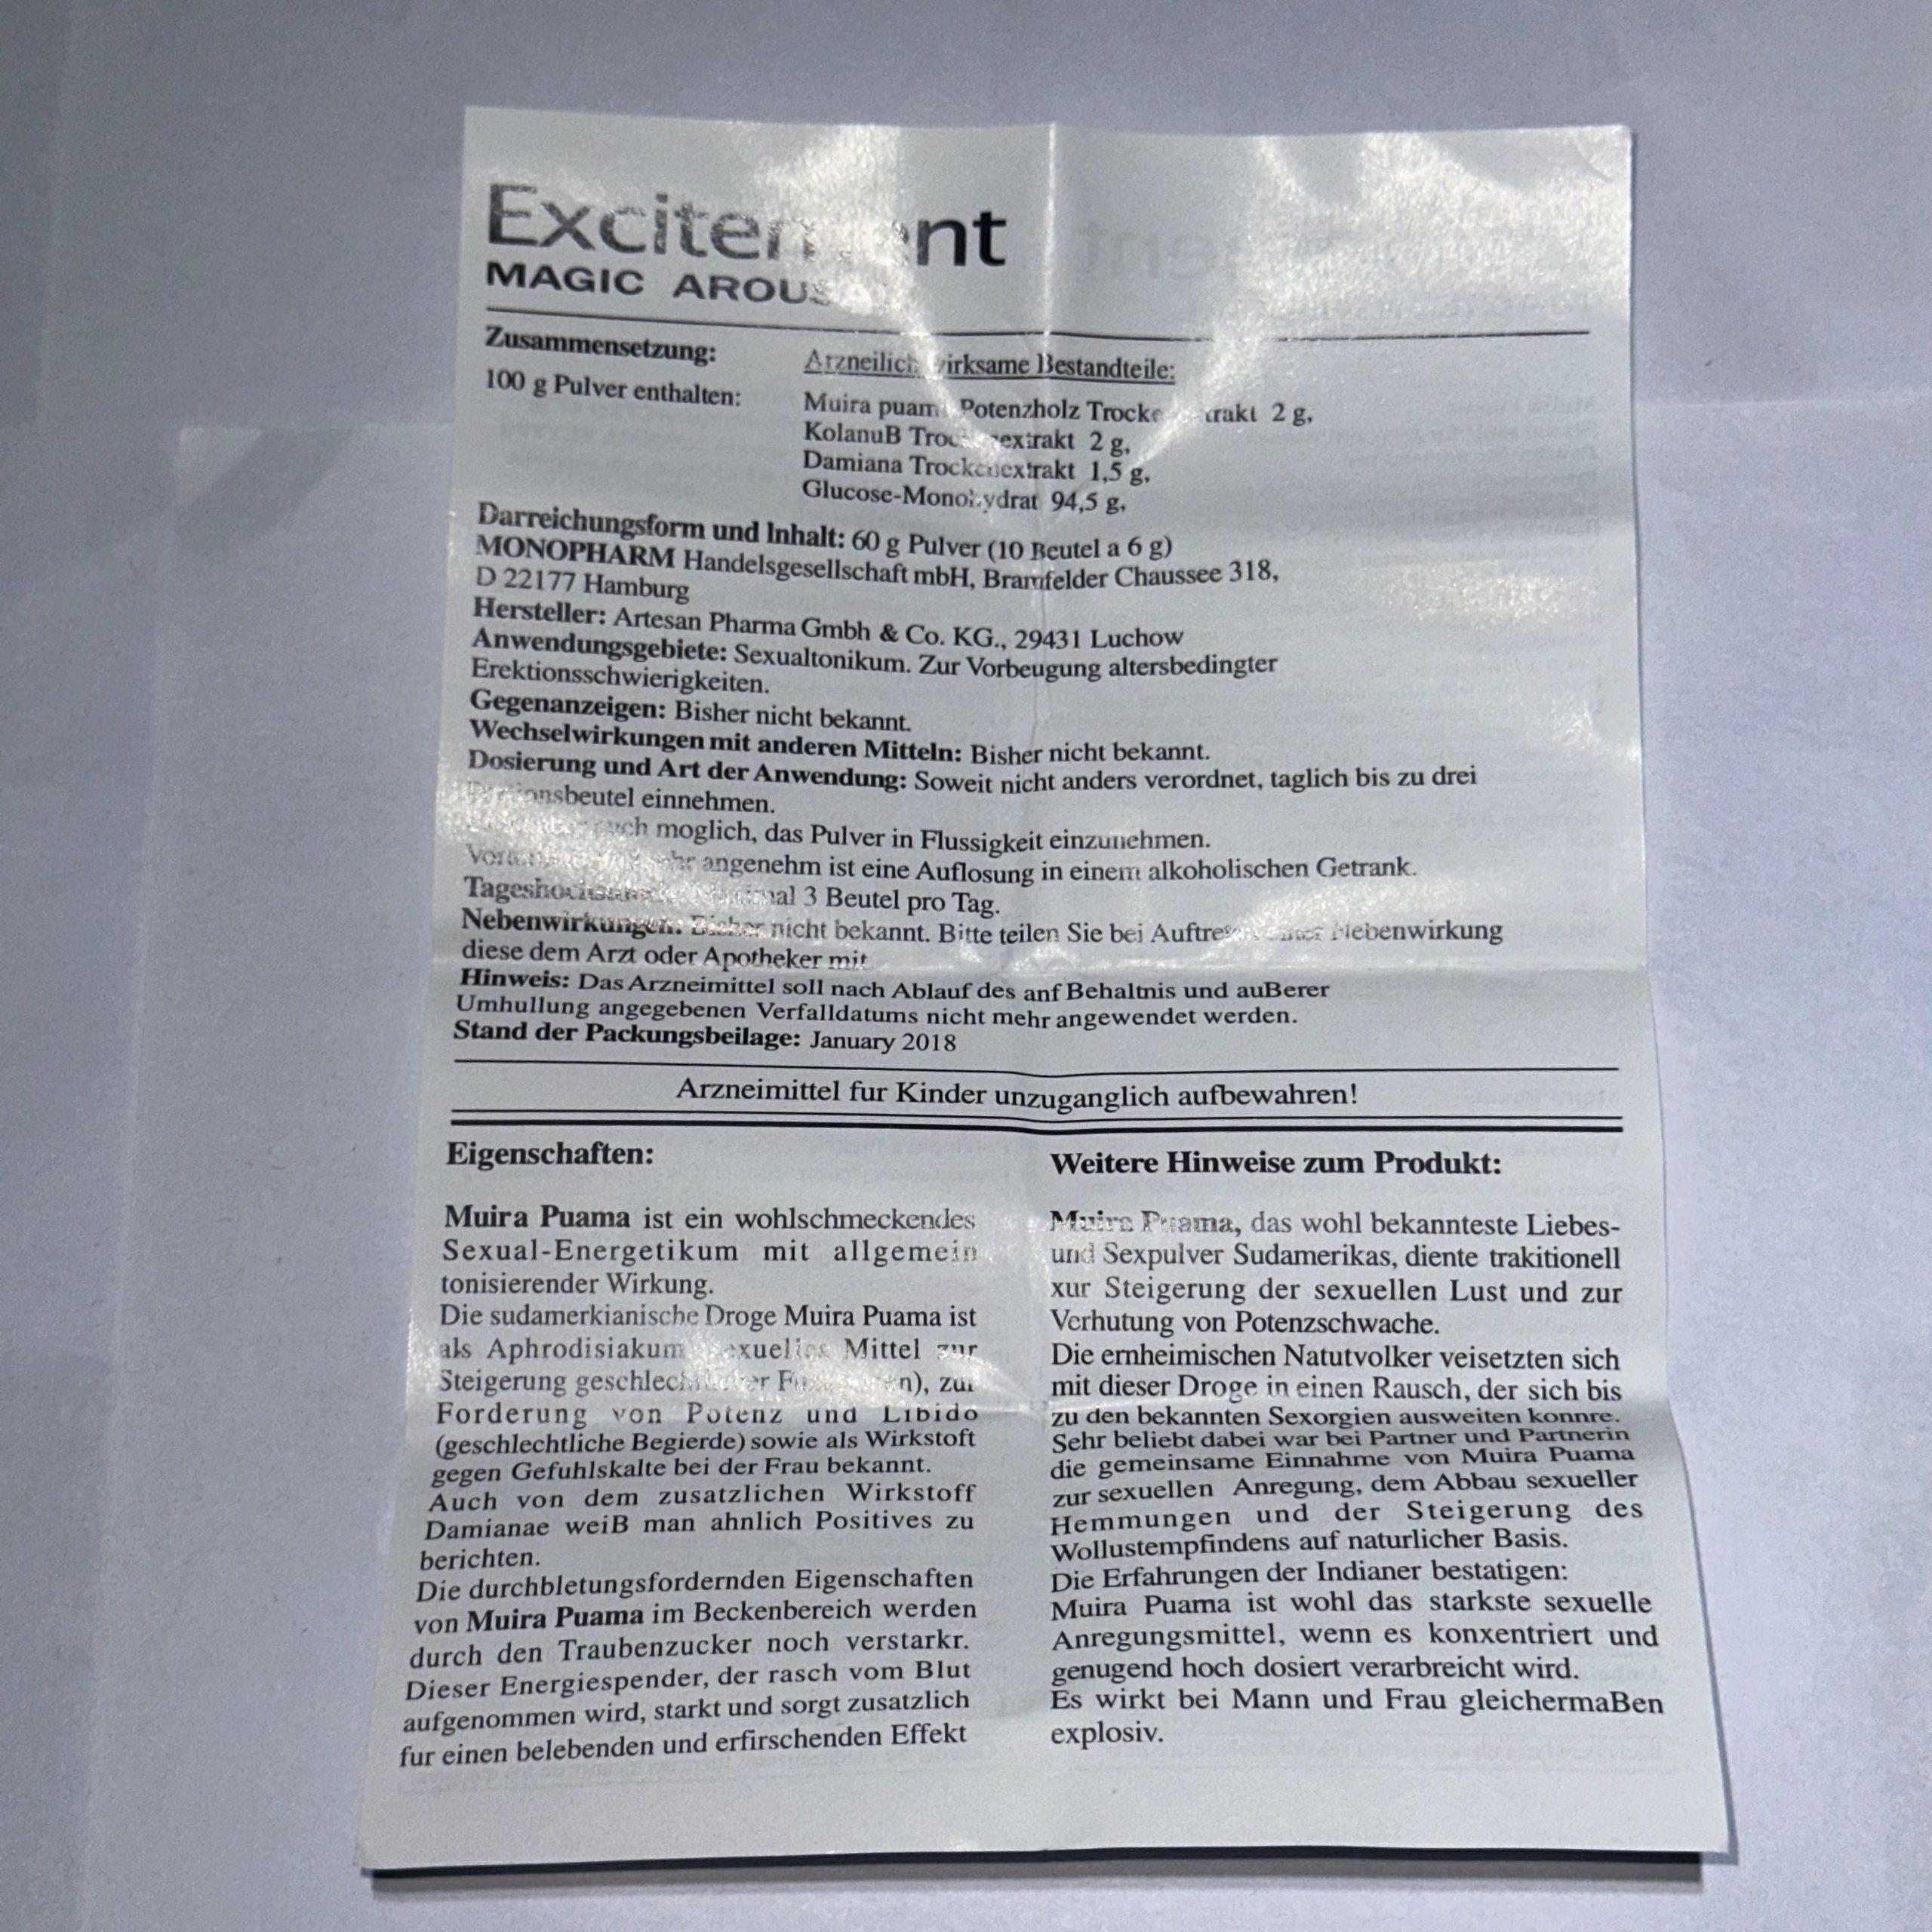 Excitement
MAGIC AROUSAL
Zusammensetzung:
100 g Pulver enthalten:
Arzneilich wirksame Bestandteile:
Muira puama Potenzholz Trockenextrakt 2 g,
KolanuB Trockenextrakt 2 g,
Damiana Trockenextrakt 1,5 g,
Glucose-Monohydrat 94,5 g,
Darreichungsform und Inhalt: 60 g Pulver (10 Beutel a 6 g)
MONOPHARM Handelsgesellschaft mbH, Bramfelder Chaussee 318,
D 22177 Hamburg
Hersteller: Artesan Pharma Gmbh & Co. KG., 29431 Luchow
Anwendungsgebiete: Sexualtonikum. Zur Vorbeugung altersbedingter
Erektionsschwierigkeiten.
Gegenanzeigen: Bisher nicht bekannt.
Wechselwirkungen mit anderen Mitteln: Bisher nicht bekannt.
Dosierung und Art der Anwendung: Soweit nicht anders verordnet, taglich bis zu drei
Portionsbeutel einnehmen.
auch moglich, das Pulver in Flussigkeit einzunehmen.
sehr angenehm ist eine Auflosung in einem alkoholischen Getrank.
Maximal 3 Beutel pro Tag.
Nebenwirkungen: Bisher nicht bekannt. Bitte teilen Sie bei Auftreten einer Nebenwirkung
diese dem Arzt oder Apotheker mit
Hinweis: Das Arzneimittel soll nach Ablauf des anf Behaltnis und auBerer
Umhullung angegebenen Verfalldatums nicht mehr angewendet werden.
Stand der Packungsbeilage: January 2018
Arzneimittel fur Kinder unzuganglich aufbewahren!
Eigenschaften:
Muira Puama ist ein wohlschmeckendes
Sexual-Energetikum mit allgemein
tonisierender Wirkung.
Die sudamerkianische Droge Muira Puama ist
als Aphrodisiakum Mittel zur
Steigerung geschlechtlicher zur
Forderung von Potenz und Libido
(geschlechtliche Begierde) sowie als Wirkstoft
gegen Gefuhlskalte bei der Frau bekannt.
Auch von dem zusatzlichen Wirkstoff
Damianae weiB man ahnlich Positives zu
berichten.
Die durchbletungsfordernden Eigenschaften
von Muira Puama im Beckenbereich werden
durch den Traubenzucker noch verstarkr.
Dieser Energiespender, der rasch vom Blut
aufgenommen wird, starkt und sorgt zusatzlich
fur einen belebenden und erfirschenden Effekt
Weitere Hinweise zum Produkt:
Muira Puama, das wohl bekannteste Liebes-
und Sexpulver Sudamerikas, diente trakitionell
xur Steigerung der sexuellen Lust und zur
Verhutung von Potenzschwache.
Die ernheimischen Natutvolker veisetzten sich
mit dieser Droge in einen Rausch, der sich bis
zu den bekannten Sexorgien ausweiten konnre.
Sehr beliebt dabei war bei Partner und Partnerin
die gemeinsame Einnahme von Muira Puama
zur sexuellen Anregung, dem Abbau sexueller
Hemmungen und der Steigerung des
Wollustempfindens auf naturlicher Basis.
Die Erfahrungen der Indianer bestatigen:
Muira Puama ist wohl das starkste sexuelle
Anregungsmittel, wenn es konxentriert und
genugend hoch dosiert verarbreicht wird.
Es wirkt bei Mann und Frau gleichermaBen
explosiv.